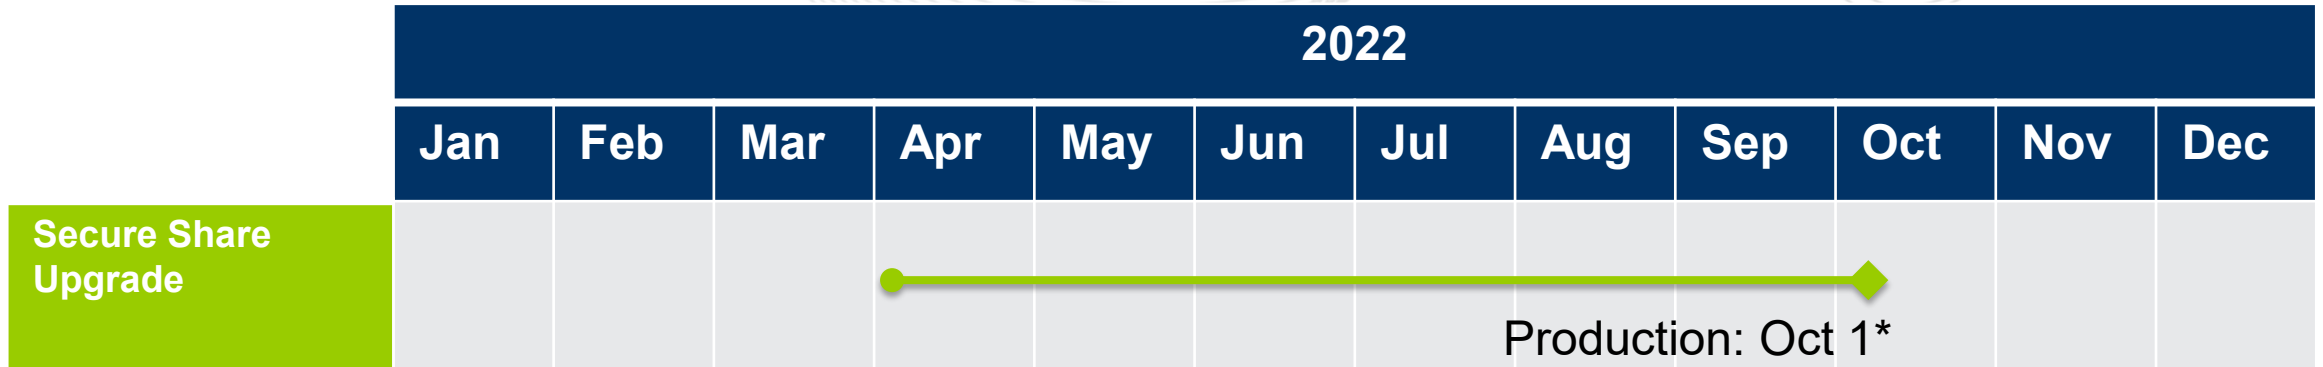 2022
Jan Feb Mar Apr May Jun Jul Aug Sep Oct Nov Dec
Secure Share
Upgrade
Production: Oct 1*